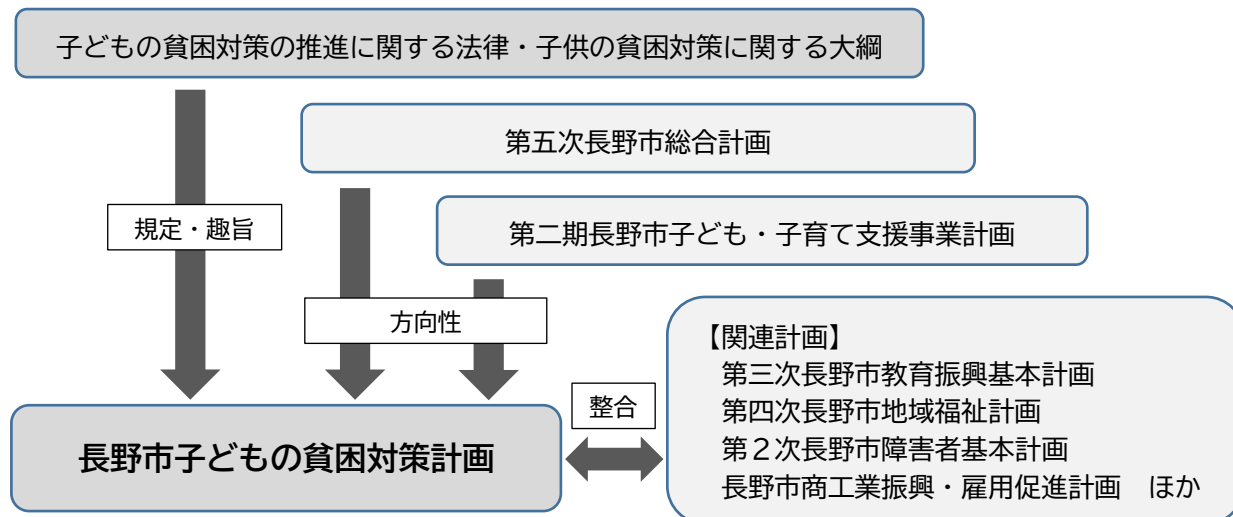 子どもの貧困対策の推進に関する法律・子供の貧困対策に関する大綱
第五次長野市総合計画
規定・趣旨
第二期長野市子ども・子育て支援事業計画
方向性
【関連計画】
第三次長野市教育振興基本計画
第四次長野市地域福祉計画
第２次長野市障害者基本計画
長野市商工業振興・雇用促進計画　ほか
整合
長野市子どもの貧困対策計画